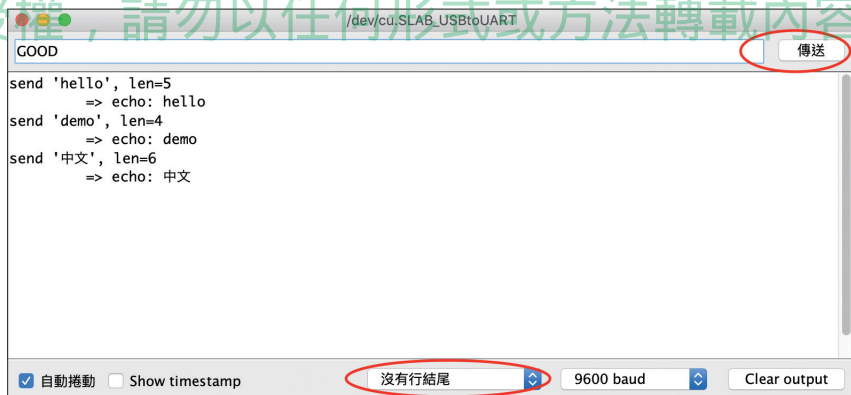 權，請勿以任何形式或方法轉載內容
/dev/cu.SLAB_USBtoUART
GOOD
傳送
send 'hello', len=5
=> echo: hello
send 'demo', len=4
=> echo: demo
send '中文', len=6
=> echo: 中文
自動捲動
Show timestamp
沒有行結尾
9600 baud
Clear output